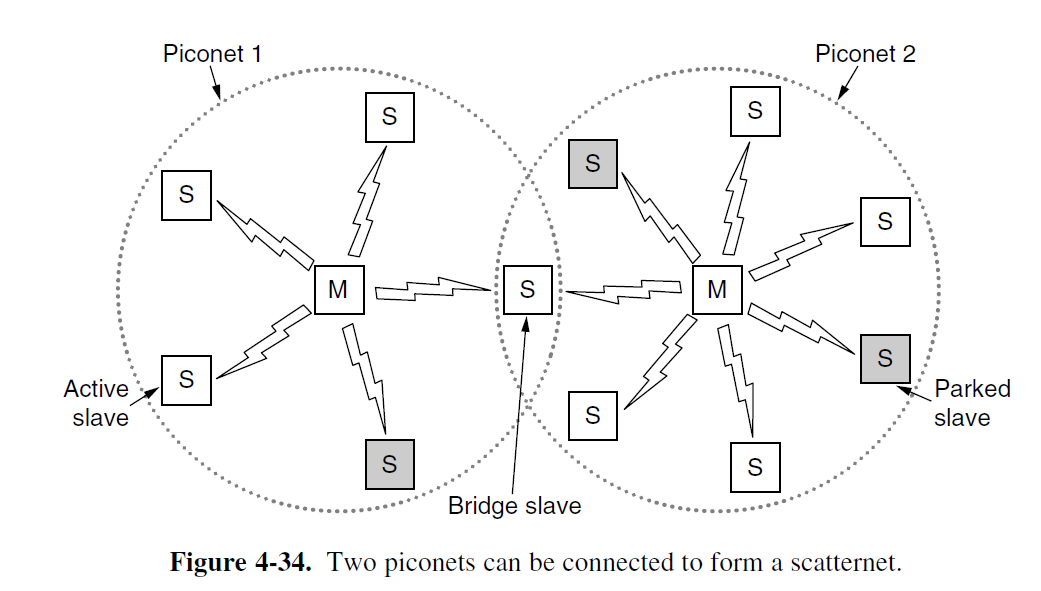 Piconet 1
Piconet 2
S
S
S
S
S
S
M
S
M
S
S
Active
slave
Parked
slave
S
S
S
Bridge slave
Figure 4-34. Two piconets can be connected to form a scatternet.